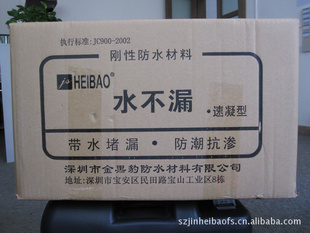 执行标准:JC900-2002
刚性防水材料
HEIBAO®
水不漏·速凝型
带水堵漏·防潮抗渗
深圳市金黑豹防水材料有限公司
地址:深圳市宝安区民田路宝山工业区8栋
szjinheibaofs.cn.alibaba.com